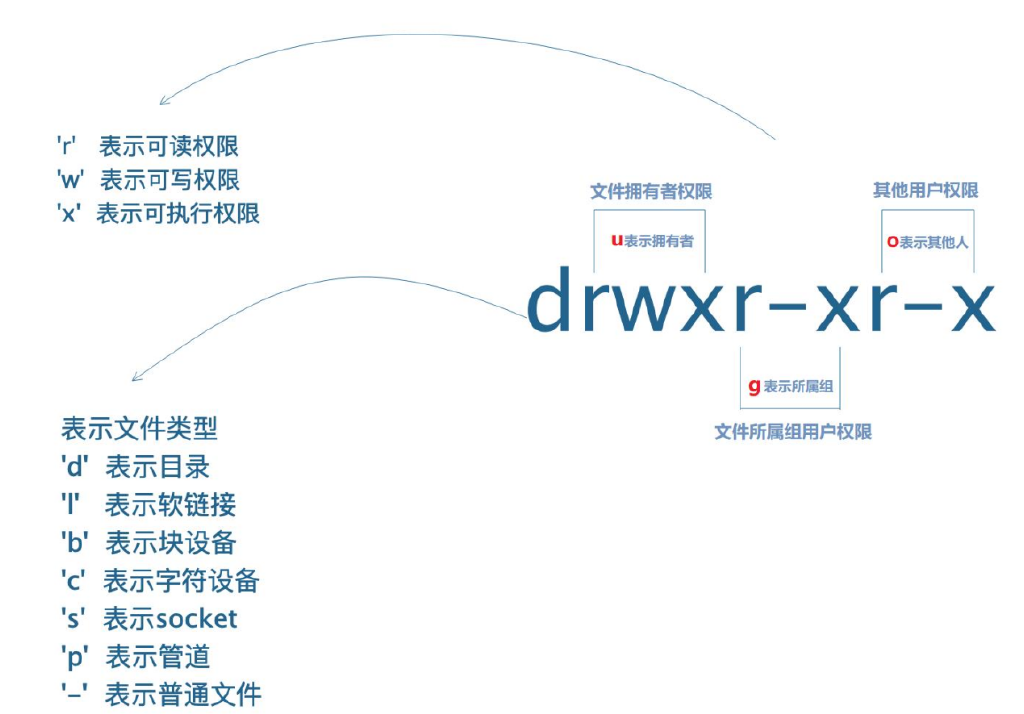 'r' 表示可读权限
'w' 表示可写权限
'x' 表示可执行权限
文件拥有者权限
其他用户权限
u表示拥有者
o表示其他人
drwxr-xr-x
g表示所属组
文件所属组用户权限
表示文件类型
'd' 表示目录
'l' 表示软链接
'b' 表示块设备
'c' 表示字符设备
's' 表示socket
'p' 表示管道
'-' 表示普通文件